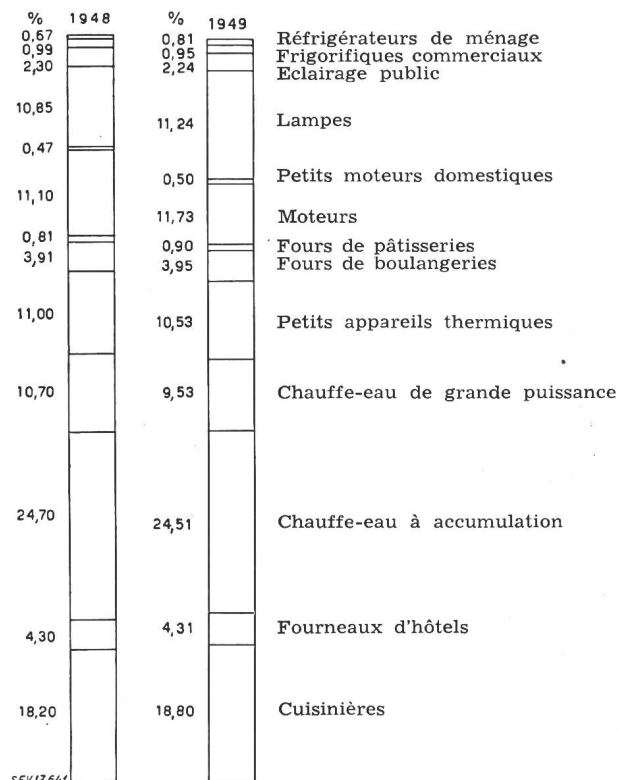 % 1948 % 1949
0,67 0,81 Réfrigérateurs de ménage
0,99 0,95 Frigorifiques commerciaux
2,30 2,24 Eclairage public
10,85 11,24 Lampes
0,47 0,50 Petits moteurs domestiques
11,10 11,73 Moteurs
0,81 0,90 Fours de pâtisseries
3,91 3,95 Fours de boulangeries
11,00 10,53 Petits appareils thermiques
10,70 9,53 Chauffe-eau de grande puissance
24,70 24,51 Chauffe-eau à accumulation
4,30 4,31 Fourneaux d'hôtels
18,20 18,80 Cuisinières